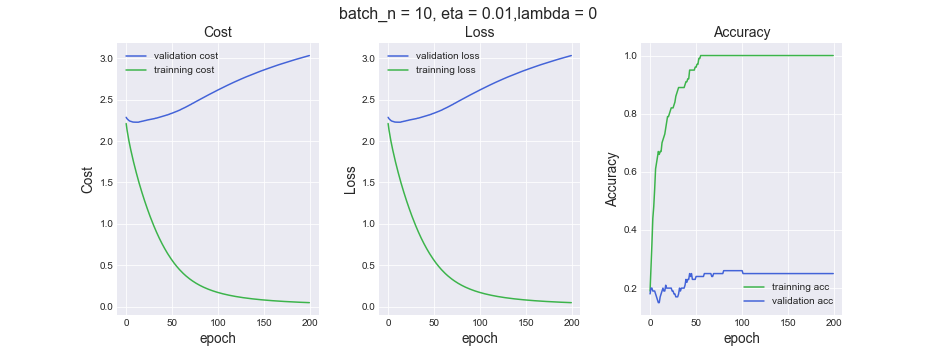 batch_n = 10, eta = 0.01,lambda = 0
Cost
validation cost
trainning cost
3.0
2.5
2.0
1.5
1.0
0.5
0.0
Cost
0 50 100 150 200
epoch
Loss
validation loss
trainning loss
3.0
2.5
2.0
1.5
1.0
0.5
0.0
Loss
0 50 100 150 200
epoch
Accuracy
1.0
0.8
0.6
0.4
0.2
Accuracy
trainning acc
validation acc
0 50 100 150 200
epoch